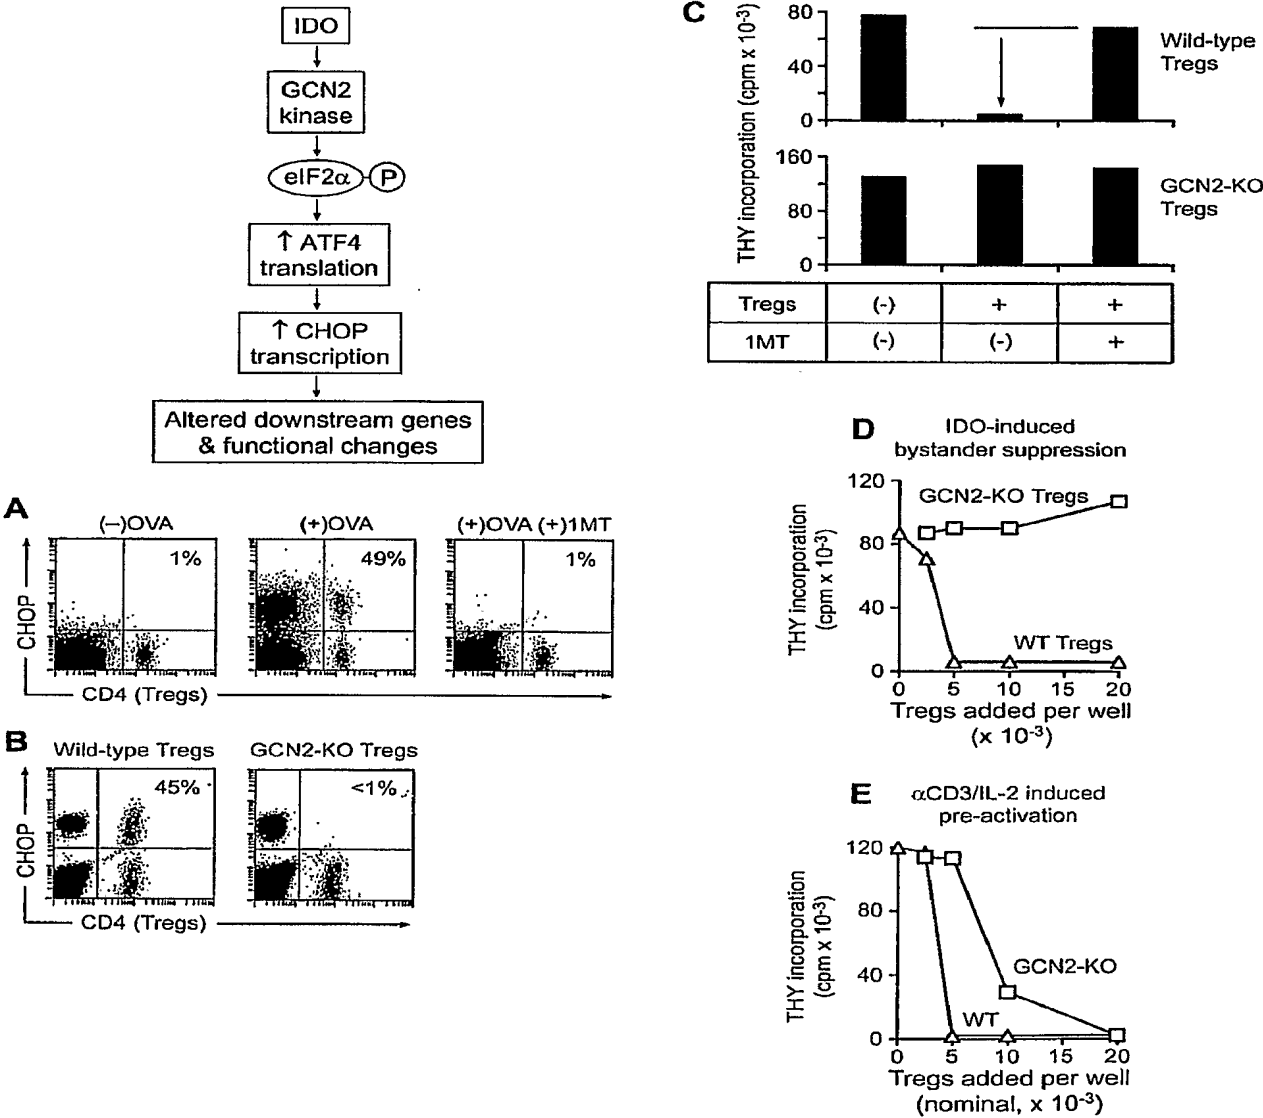 IDO
GCN2
kinase
eIF2α P
↑ ATF4
translation
↑ CHOP
transcription
Altered downstream genes
& functional changes
A
(–)OVA (+)OVA (+)OVA (+)1MT
1% 49% 1%
CHOP
CD4 (Tregs)
B
Wild-type Tregs GCN2-KO Tregs
45% <1%
CHOP
CD4 (Tregs)
C
THY incorporation (cpm x 10-3)
80
40
0
Wild-type
Tregs
160
80
0
GCN2-KO
Tregs
Tregs (-) + +
1MT (-) (-) +
D
IDO-induced
bystander suppression
THY incorporation
(cpm x 10-3)
120
80
40
0
GCN2-KO Tregs
WT Tregs
0 5 10 15 20
Tregs added per well
(x 10-3)
E
αCD3/IL-2 induced
pre-activation
THY incorporation
(cpm x 10-3)
120
80
40
0
GCN2-KO
WT
0 5 10 15 20
Tregs added per well
(nominal, x 10-3)